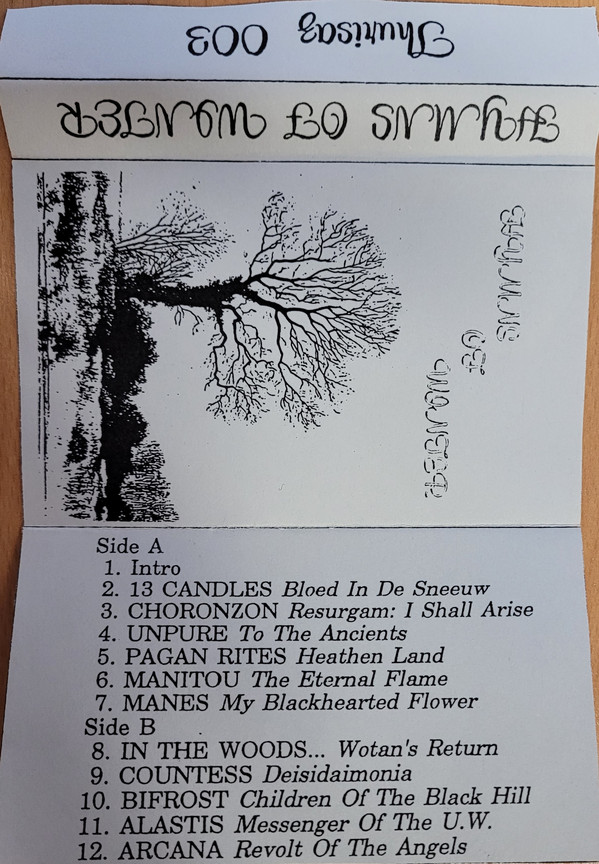 Thurisaz 003
HYMNS OF WINTER
HYMNS
OF
WINTER
Side A
1. Intro
2. 13 CANDLES Bloed In De Sneeuw
3. CHORONZON Resurgam: I Shall Arise
4. UNPURE To The Ancients
5. PAGAN RITES Heathen Land
6. MANITOU The Eternal Flame
7. MANES My Blackhearted Flower
Side B
8. IN THE WOODS... Wotan's Return
9. COUNTESS Deisidaimonia
10. BIFROST Children Of The Black Hill
11. ALASTIS Messenger Of The U.W.
12. ARCANA Revolt Of The Angels